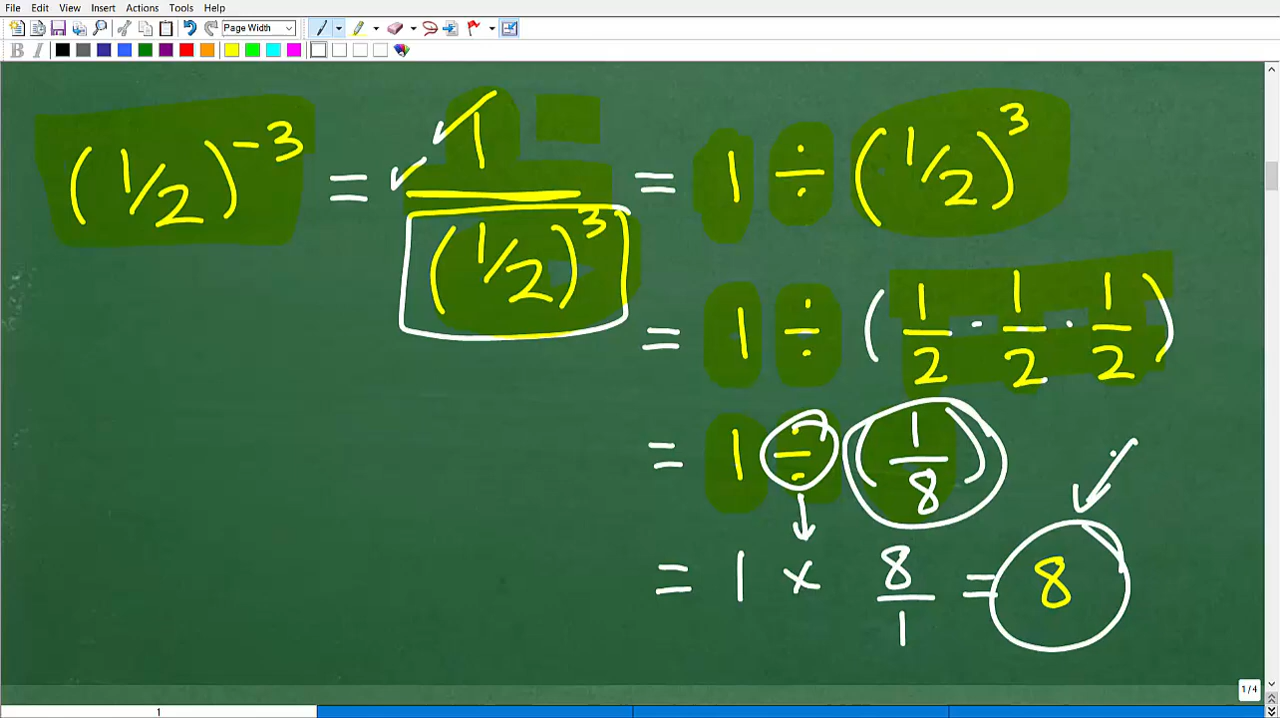 File Edit View Insert Actions Tools Help
Page Width
B I
(1/2)⁻³ = 1/(1/2)³ = 1 ÷ (1/2)³
= 1 ÷ (1/2 · 1/2 · 1/2)
= 1 ÷ (1/8)
= 1 × 8/1 = 8
1/4
1